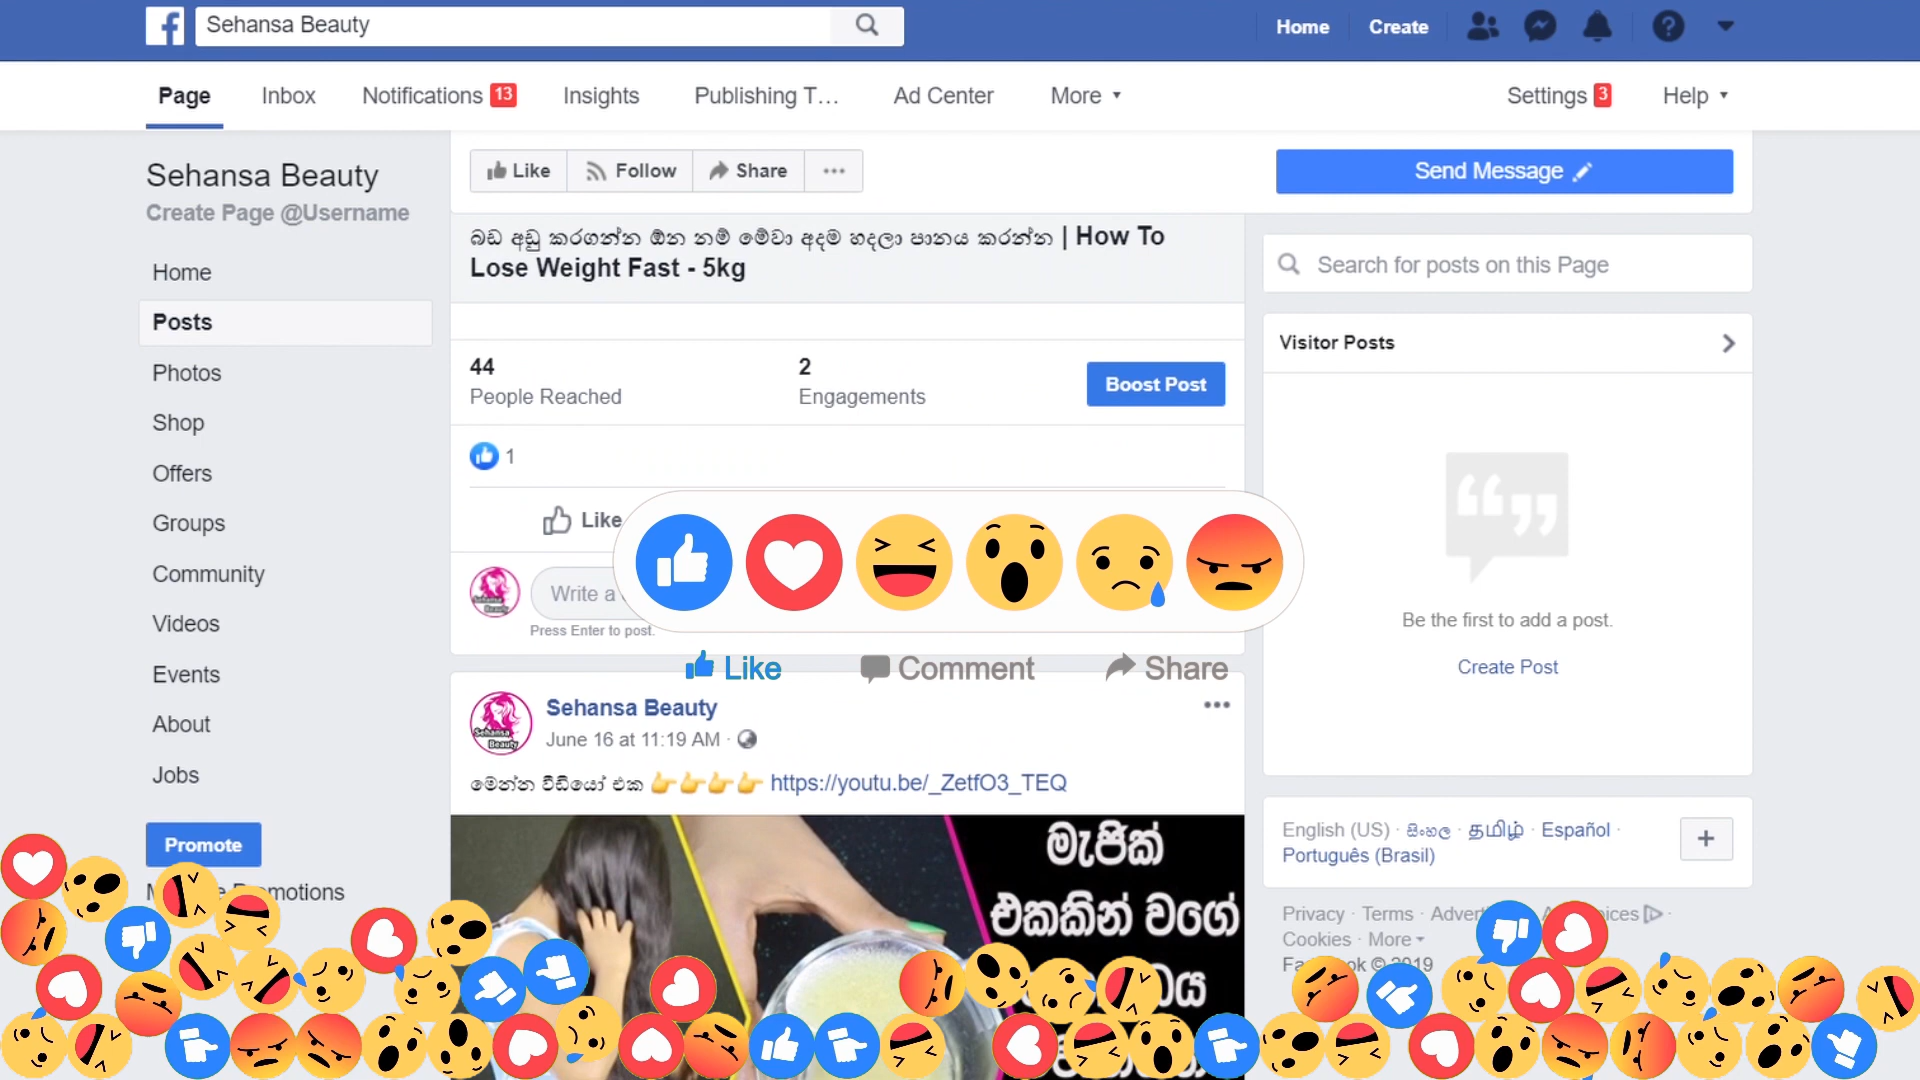 Sehansa Beauty
Home
Create
Page
Inbox
Notifications 13
Insights
Publishing T...
Ad Center
More
Settings 3
Help
Sehansa Beauty
Create Page @Username
Home
Posts
Photos
Shop
Offers
Groups
Community
Videos
Events
About
Jobs
Promote
Like
Follow
Share
Send Message
බඩ අඩු කරගන්න ඕන නම් මේවා අදම හදලා පානය කරන්න | How To
Lose Weight Fast - 5kg
44
People Reached
2
Engagements
Boost Post
1
Like
Write a
Press Enter to post.
Like
Comment
Share
Sehansa Beauty
June 16 at 11:19 AM ·
මෙන්න වීඩියෝ එක 👉👉👉👉 https://youtu.be/_ZetfO3_TEQ
මැජික්
එකකින් වගේ
Search for posts on this Page
Visitor Posts
Be the first to add a post.
Create Post
English (US) · සිංහල · தமிழ் · Español ·
Português (Brasil)
Privacy · Terms ·
Cookies · More
2019